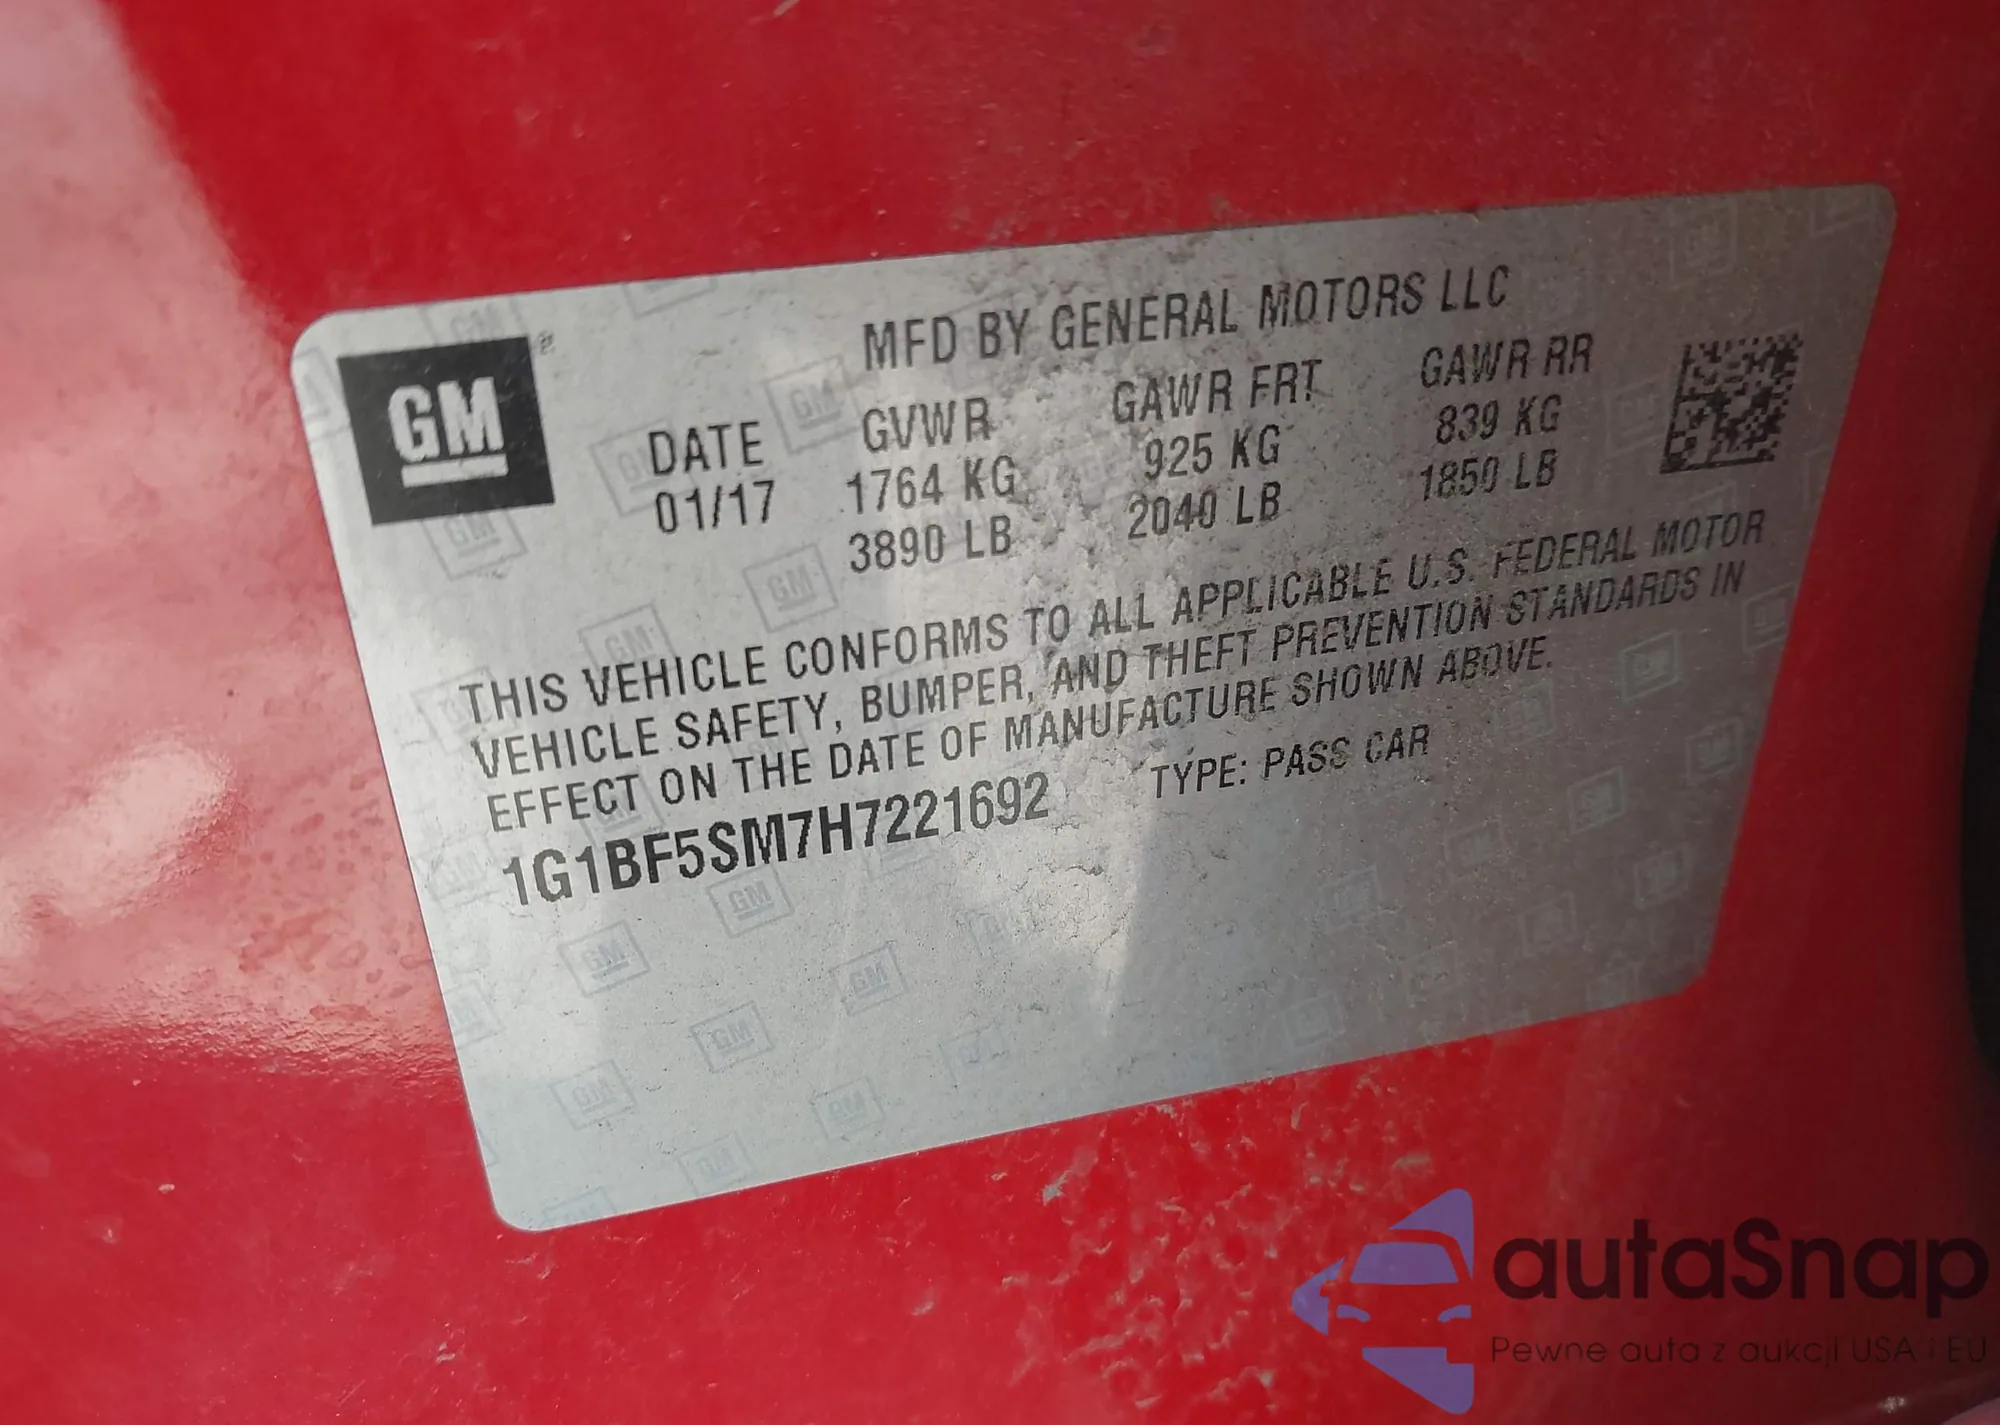 GM
MFD BY GENERAL MOTORS LLC
DATE GVWR GAWR FRT GAWR RR
01/17 1764 KG 925 KG 839 KG
3890 LB 2040 LB 1850 LB
THIS VEHICLE CONFORMS TO ALL APPLICABLE U.S. FEDERAL MOTOR
VEHICLE SAFETY, BUMPER, AND THEFT PREVENTION STANDARDS IN
EFFECT ON THE DATE OF MANUFACTURE SHOWN ABOVE.
1G1BF5SM7H7221692 TYPE: PASS CAR
autaSnap
Pewne auta z aukcji USA i EU